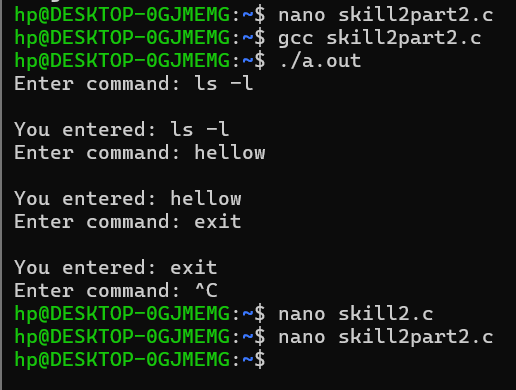 hp@DESKTOP-0GJMEMG:~$ nano skill2part2.c
hp@DESKTOP-0GJMEMG:~$ gcc skill2part2.c
hp@DESKTOP-0GJMEMG:~$ ./a.out
Enter command: ls -l

You entered: ls -l
Enter command: hellow

You entered: hellow
Enter command: exit

You entered: exit
Enter command: ^C
hp@DESKTOP-0GJMEMG:~$ nano skill2.c
hp@DESKTOP-0GJMEMG:~$ nano skill2part2.c
hp@DESKTOP-0GJMEMG:~$